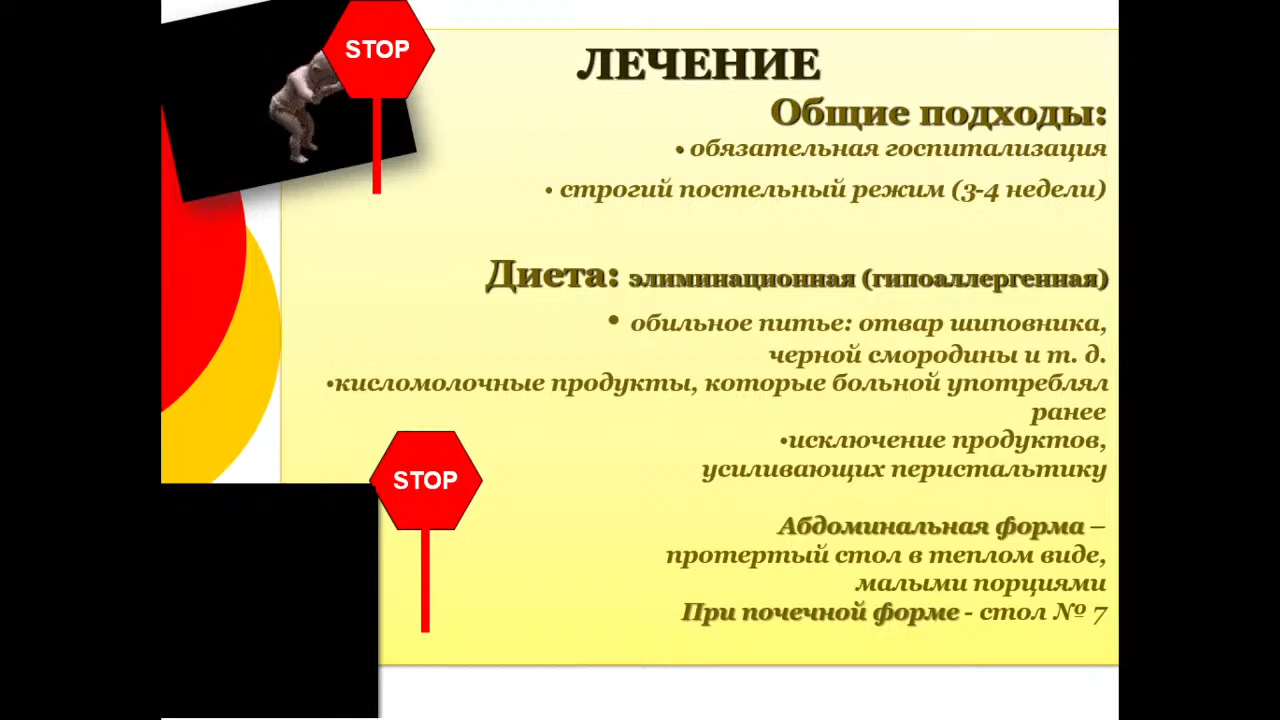 STOP
ЛЕЧЕНИЕ
Общие подходы:
• обязательная госпитализация
• строгий постельный режим (3-4 недели)
Диета: элиминационная (гипоаллергенная)
• обильное питье: отвар шиповника,
черной смородины и т. д.
•кисломолочные продукты, которые больной употреблял
ранее
•исключение продуктов,
усиливающих перистальтику
STOP
Абдоминальная форма –
протертый стол в теплом виде,
малыми порциями
При почечной форме - стол № 7